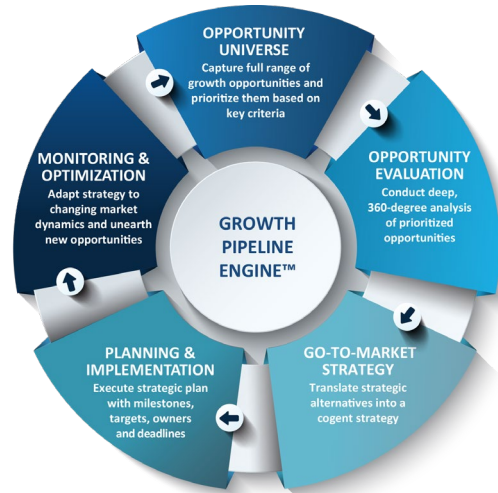 OPPORTUNITY
UNIVERSE
Capture full range of
growth opportunities and
prioritize them based on
key criteria
OPPORTUNITY
EVALUATION
Conduct deep,
360-degree analysis
of prioritized
opportunities
GO-TO-MARKET
STRATEGY
Translate strategic
alternatives into a
cogent strategy
PLANNING &
IMPLEMENTATION
Execute strategic plan
with milestones,
targets, owners
and deadlines
MONITORING &
OPTIMIZATION
Adapt strategy to
changing market
dynamics and unearth
new opportunities
GROWTH
PIPELINE
ENGINE™